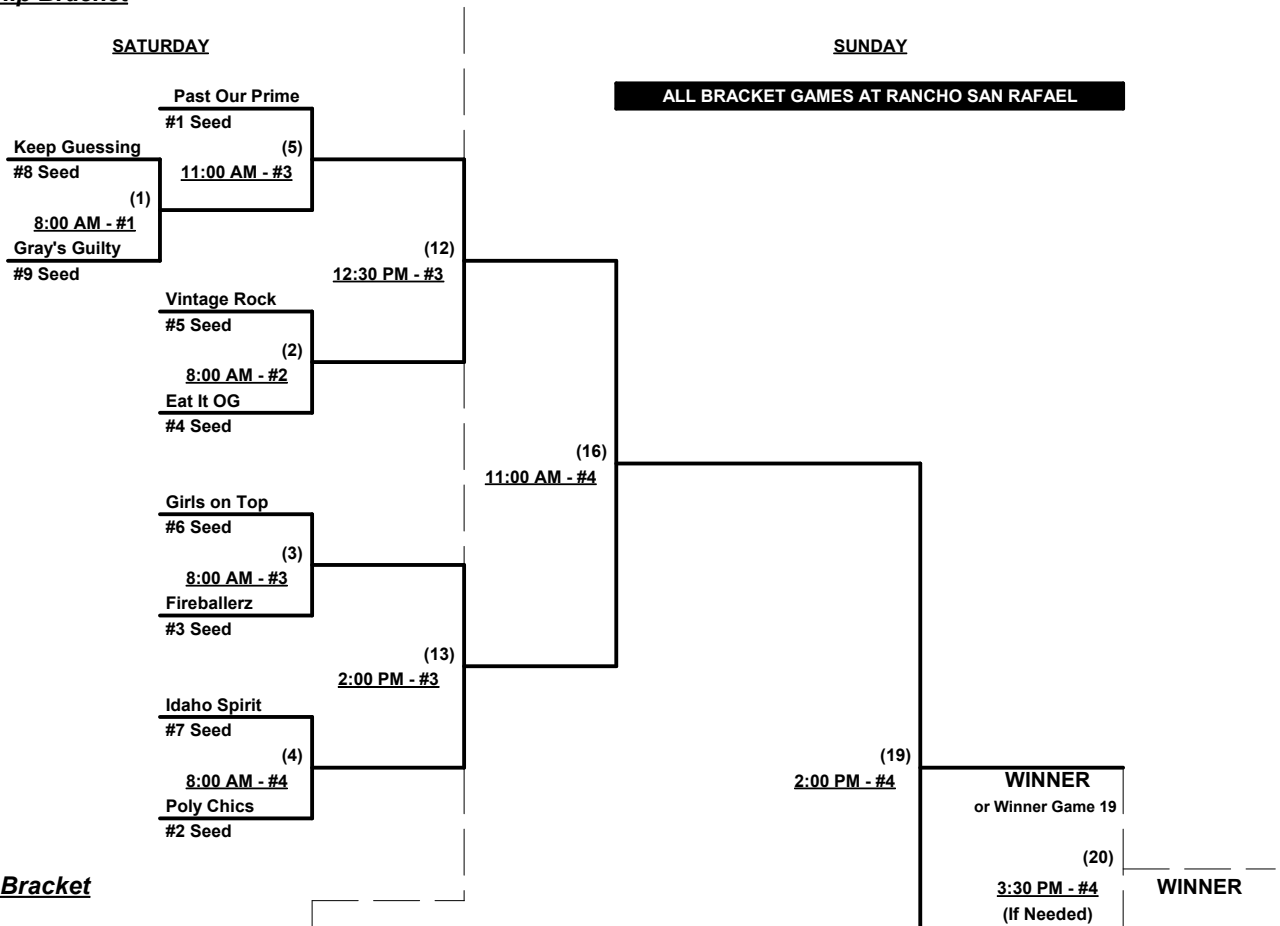 Bracket
SATURDAY
SUNDAY
ALL BRACKET GAMES AT RANCHO SAN RAFAEL
Past Our Prime
#1 Seed
(5)
11:00 AM - #3
Keep Guessing
#8 Seed
(1)
8:00 AM - #1
Gray's Guilty
#9 Seed
(12)
12:30 PM - #3
Vintage Rock
#5 Seed
(2)
8:00 AM - #2
Eat It OG
#4 Seed
(16)
11:00 AM - #4
Girls on Top
#6 Seed
(3)
8:00 AM - #3
Fireballerz
#3 Seed
(13)
2:00 PM - #3
Idaho Spirit
#7 Seed
(4)
8:00 AM - #4
Poly Chics
#2 Seed
(19)
2:00 PM - #4
WINNER
or Winner Game 19
(20)
3:30 PM - #4
(If Needed)
WINNER
Bracket